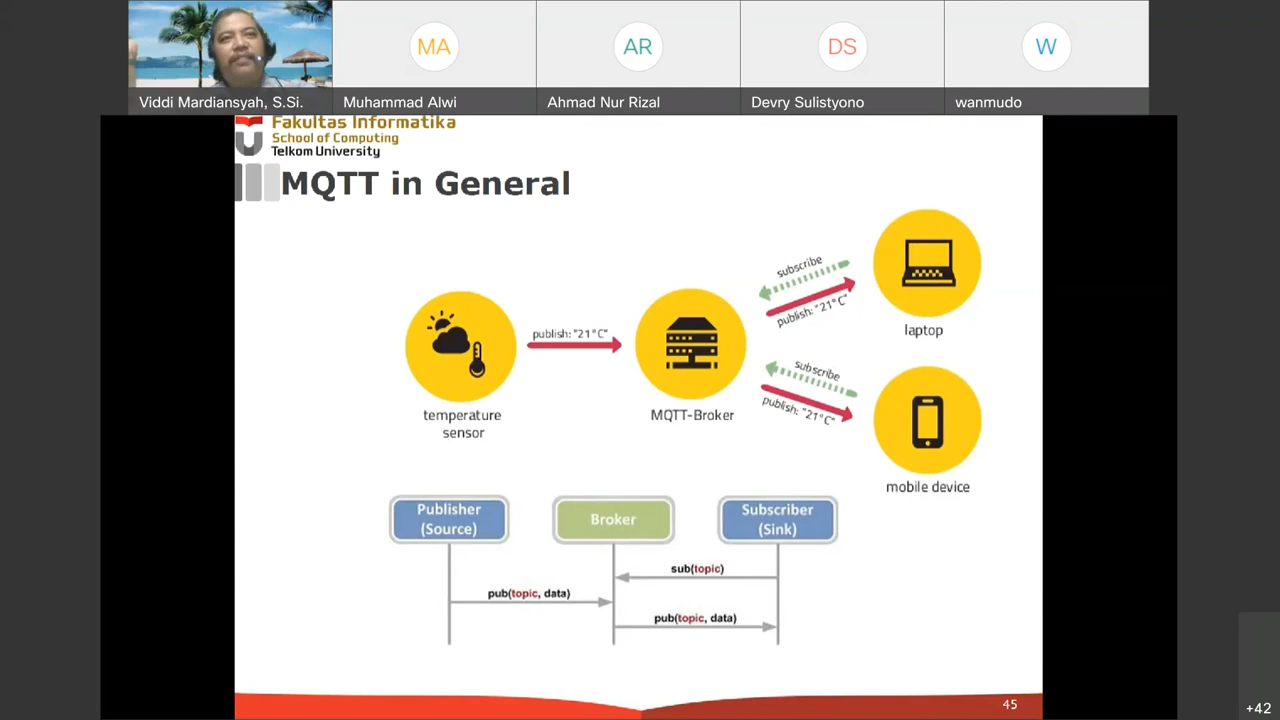 MA
AR
DS
W
Viddi Mardiansyah, S.Si.
Muhammad Alwi
Ahmad Nur Rizal
Devry Sulistyono
wanmudo
Fakultas Informatika
School of Computing
Telkom University
MQTT in General
subscribe
publish: "21°C"
laptop
publish: "21°C"
subscribe
publish: "21°C"
temperature
sensor
MQTT-Broker
mobile device
Publisher
(Source)
Broker
Subscriber
(Sink)
sub(topic)
pub(topic, data)
pub(topic, data)
45
+42